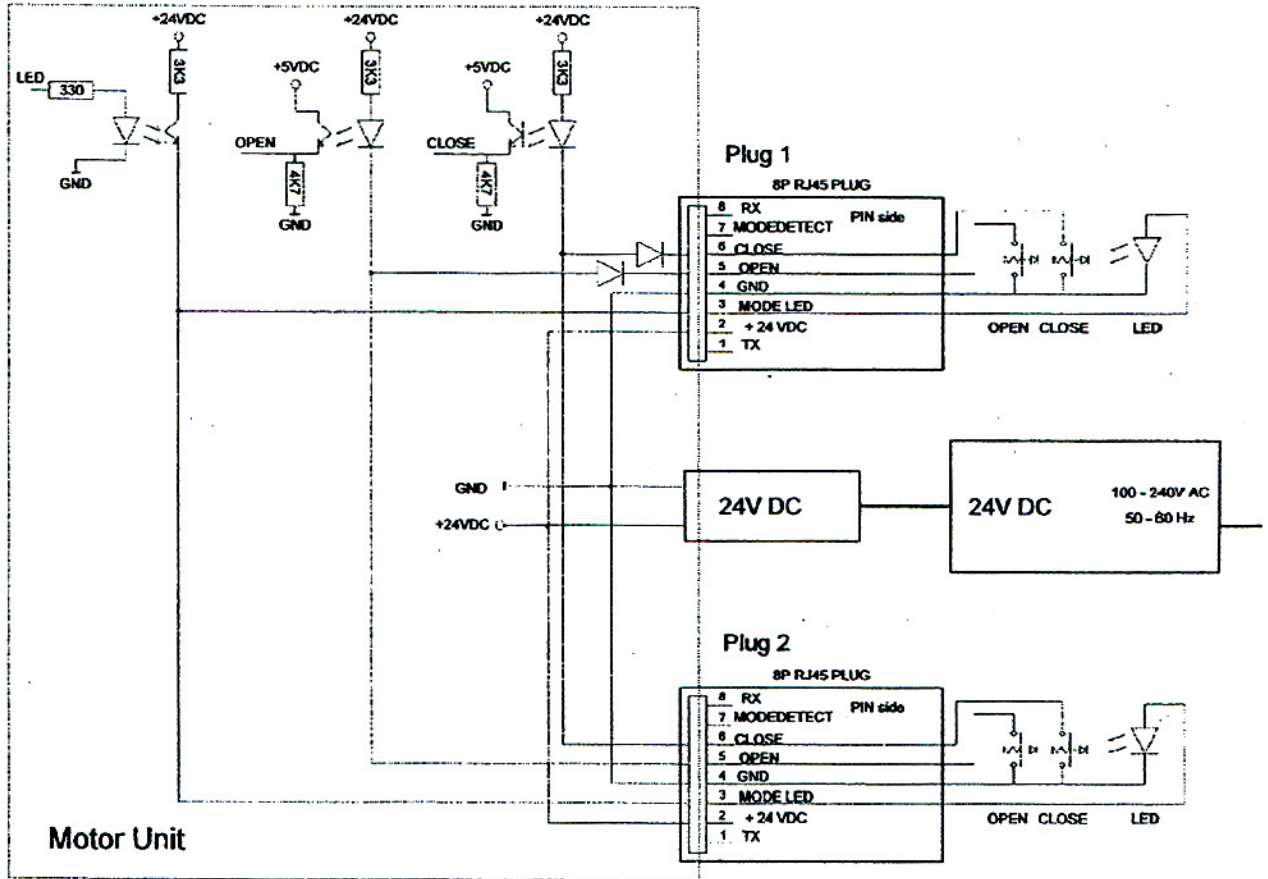 +24VDC
+24VDC
+24VDC
3K3
+5VDC
3K3
+5VDC
3K3
LED
330
OPEN
CLOSE
GND
4K7
4K7
GND
GND
Plug 1
8P RJ45 PLUG
8 RX
PIN side
7 MODEDETECT
6 CLOSE
5 OPEN
4 GND
3 MODE LED
2 + 24 VDC
1 TX
OPEN CLOSE LED
GND
+24VDC
24V DC
24V DC
100 - 240V AC
50 - 60 Hz
Plug 2
8P RJ45 PLUG
8 RX
PIN side
7 MODEDETECT
6 CLOSE
5 OPEN
4 GND
3 MODE LED
2 + 24 VDC
1 TX
OPEN CLOSE LED
Motor Unit